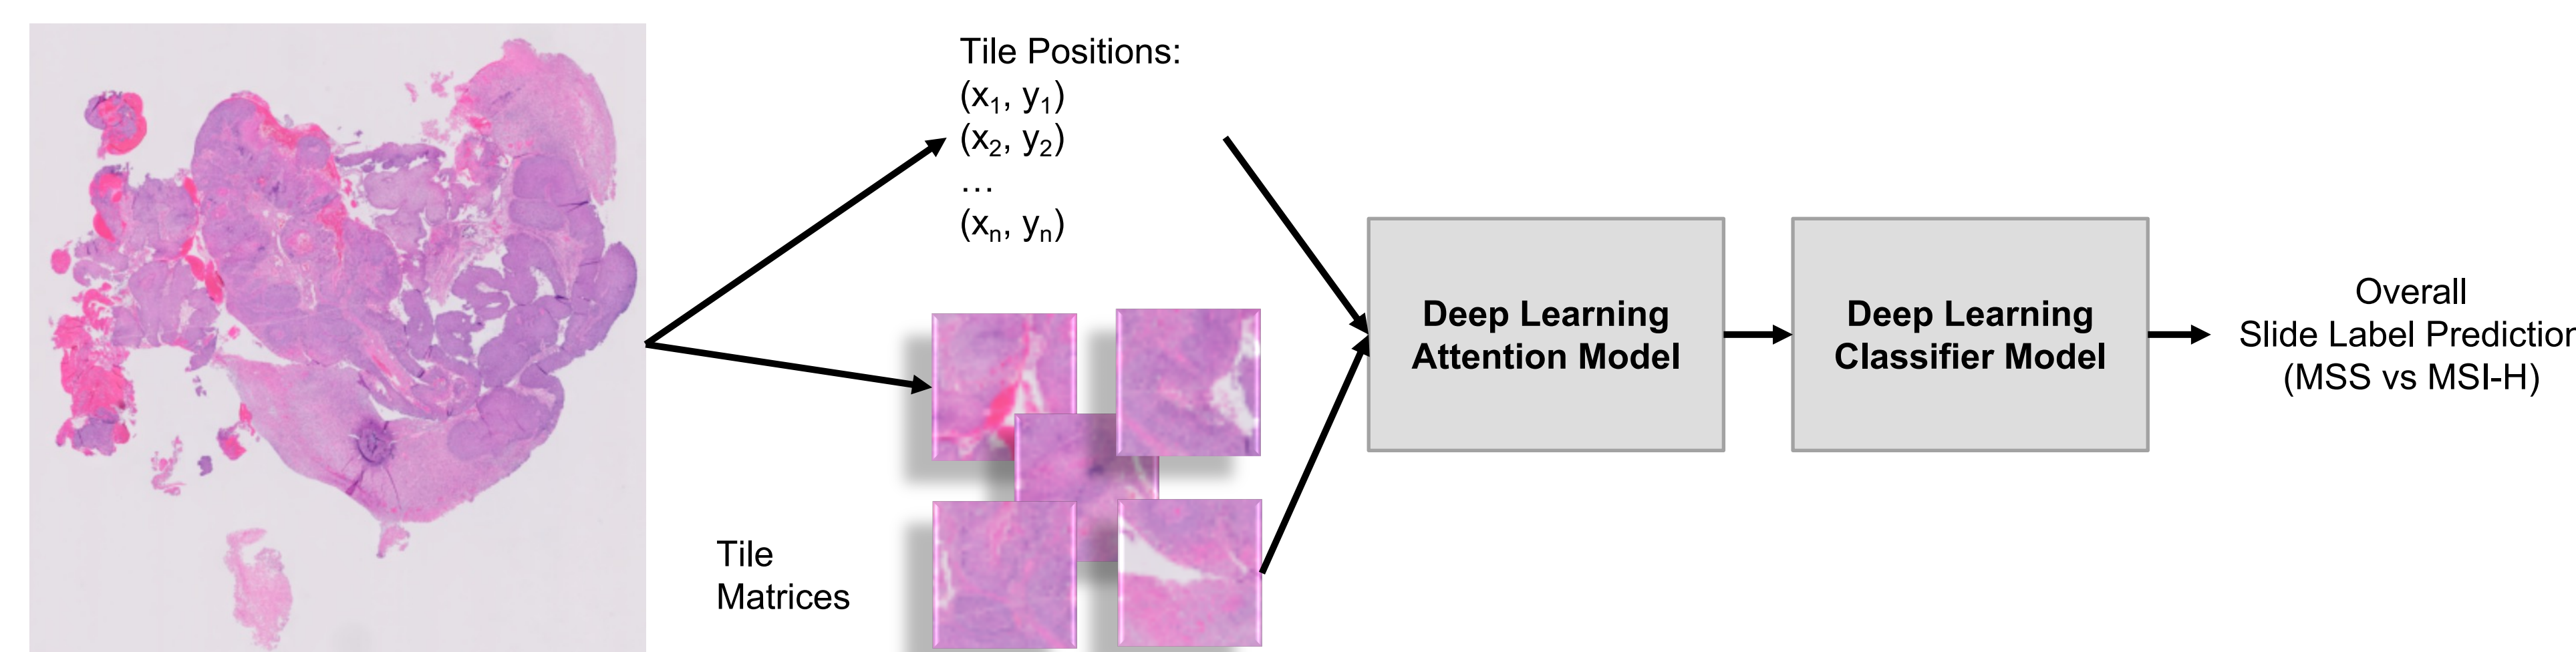 Tile Positions:
(x₁, y₁)
(x₂, y₂)
…
(xₙ, yₙ)
Tile
Matrices
Deep Learning
Attention Model
Deep Learning
Classifier Model
Overall
Slide Label Prediction
(MSS vs MSI-H)